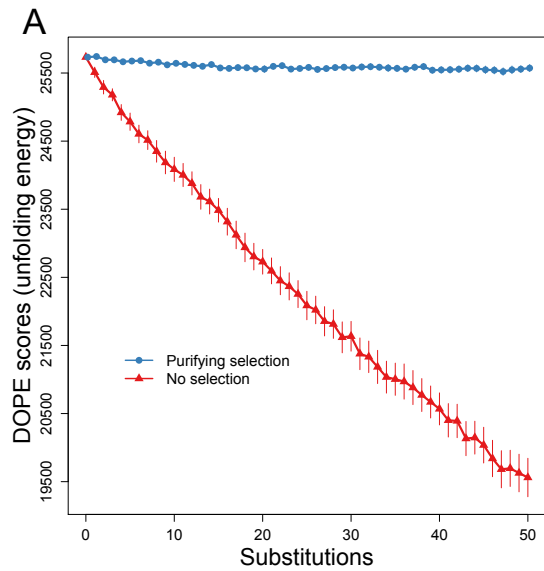 A
DOPE scores (unfolding energy)
25500
24500
23500
22500
21500
20500
19500
Purifying selection
No selection
0 10 20 30 40 50
Substitutions